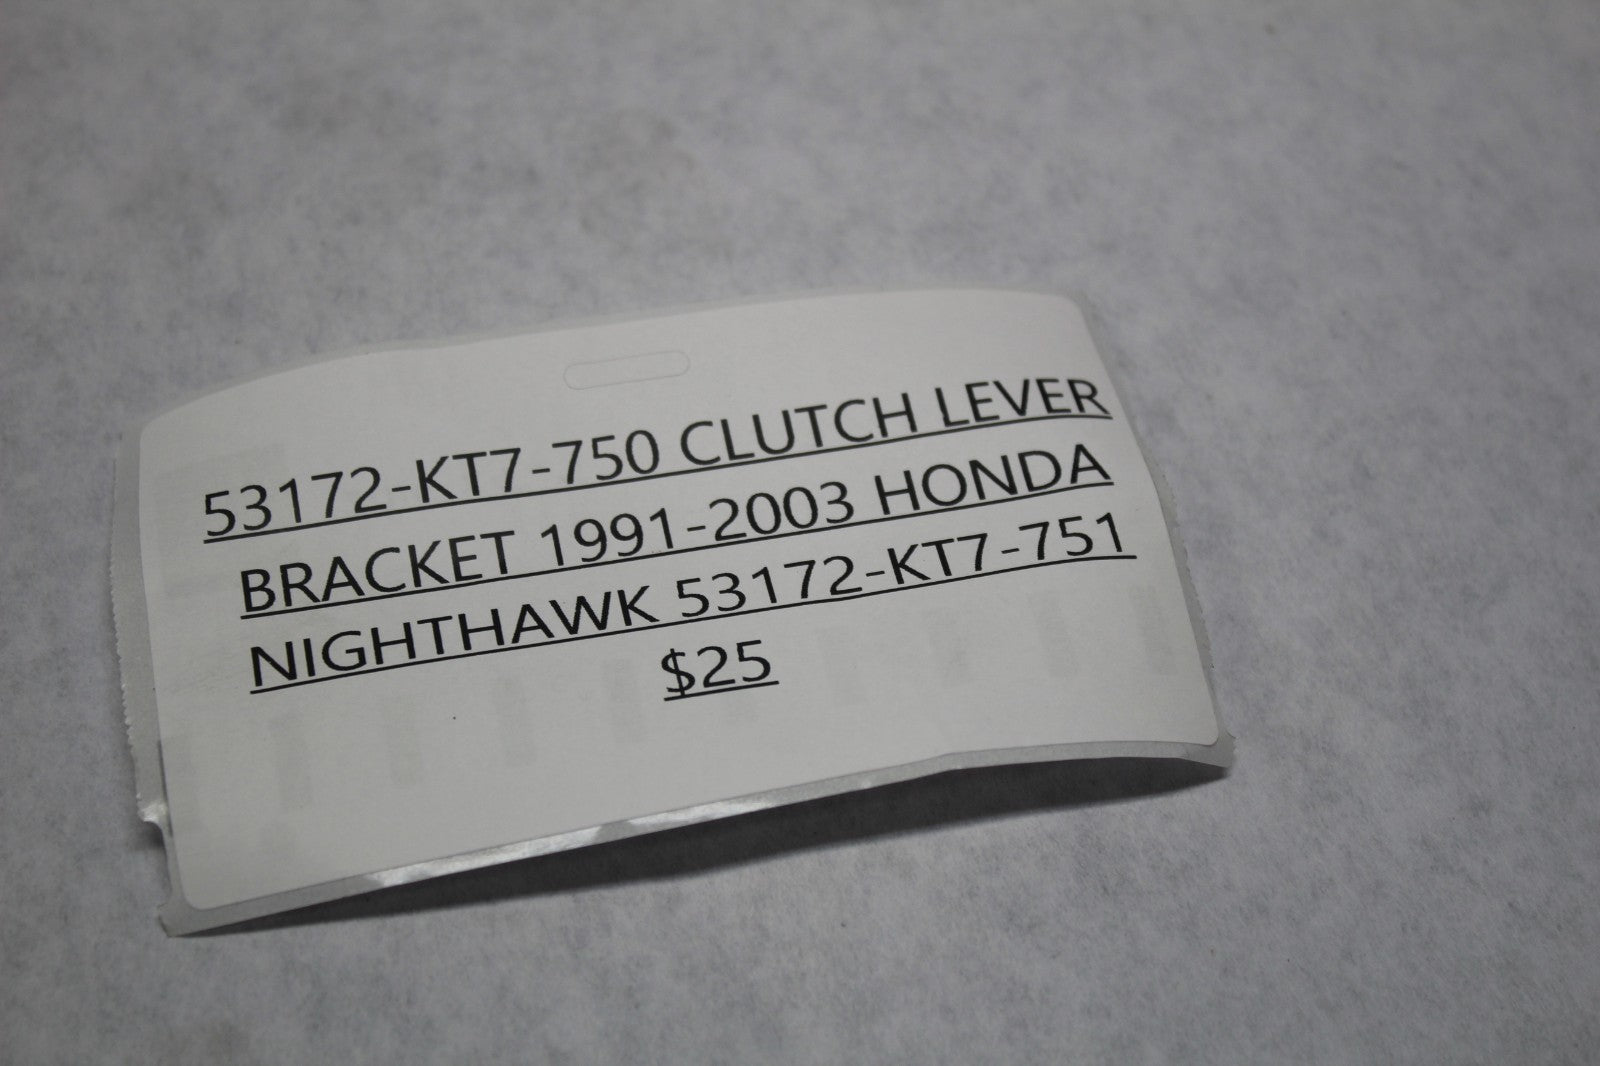 53172-KT7-750 CLUTCH LEVER
BRACKET 1991-2003 HONDA
NIGHTHAWK 53172-KT7-751
$25